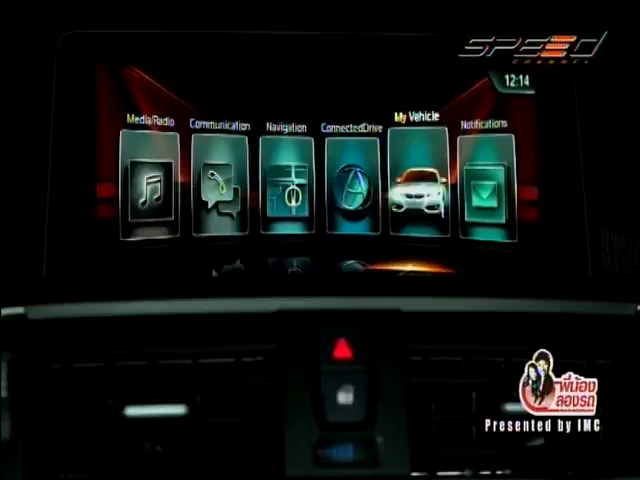 SPEED
CHANNEL
12:14
Media/Radio
Communication
Navigation
ConnectedDrive
My Vehicle
Notifications
พี่น้อง
ลองรถ
Presented by IMC